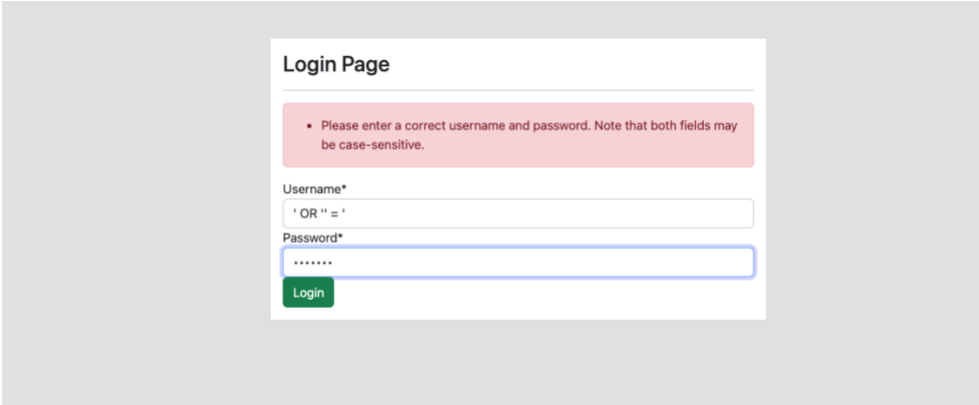 Login Page
• Please enter a correct username and password. Note that both fields may
be case-sensitive.
Username*
' OR '' = '
Password*
•••••••
Login